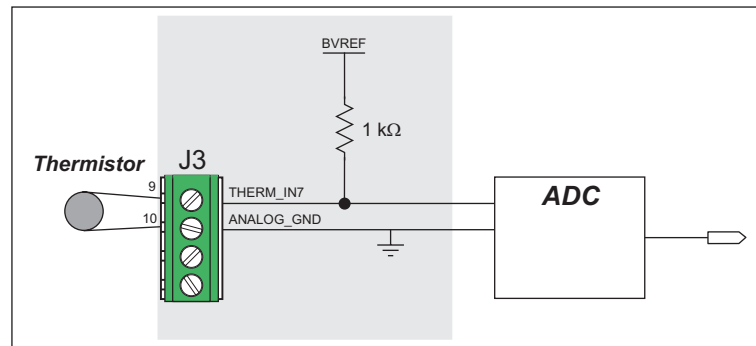 BVREF
1 kΩ
Thermistor
J3
9
THERM_IN7
10
ANALOG_GND
ADC